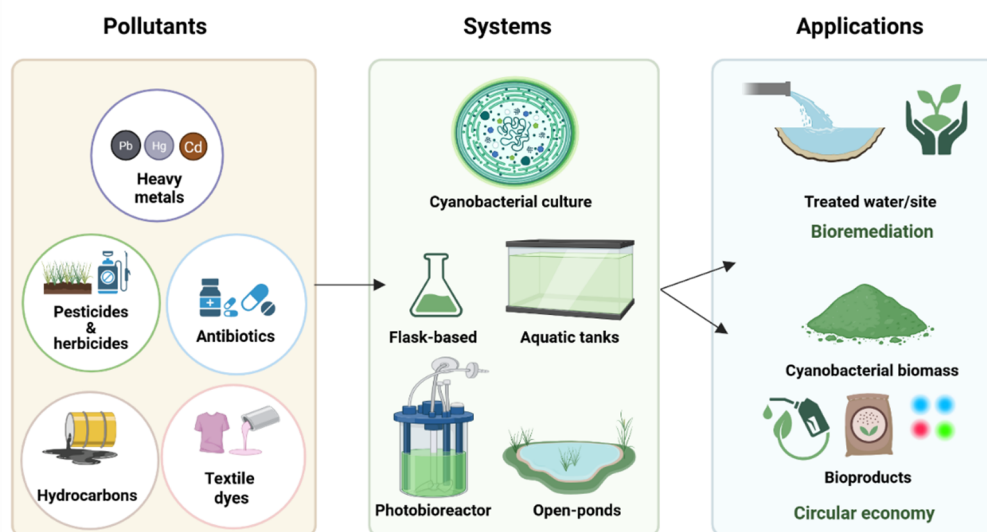 Pollutants
Systems
Applications
Pb
Hg
Cd
Heavy
metals
Pesticides
&
herbicides
Antibiotics
Hydrocarbons
Textile
dyes
Cyanobacterial culture
Flask-based
Aquatic tanks
Photobioreactor
Open-ponds
Treated water/site
Bioremediation
Cyanobacterial biomass
Bioproducts
Circular economy